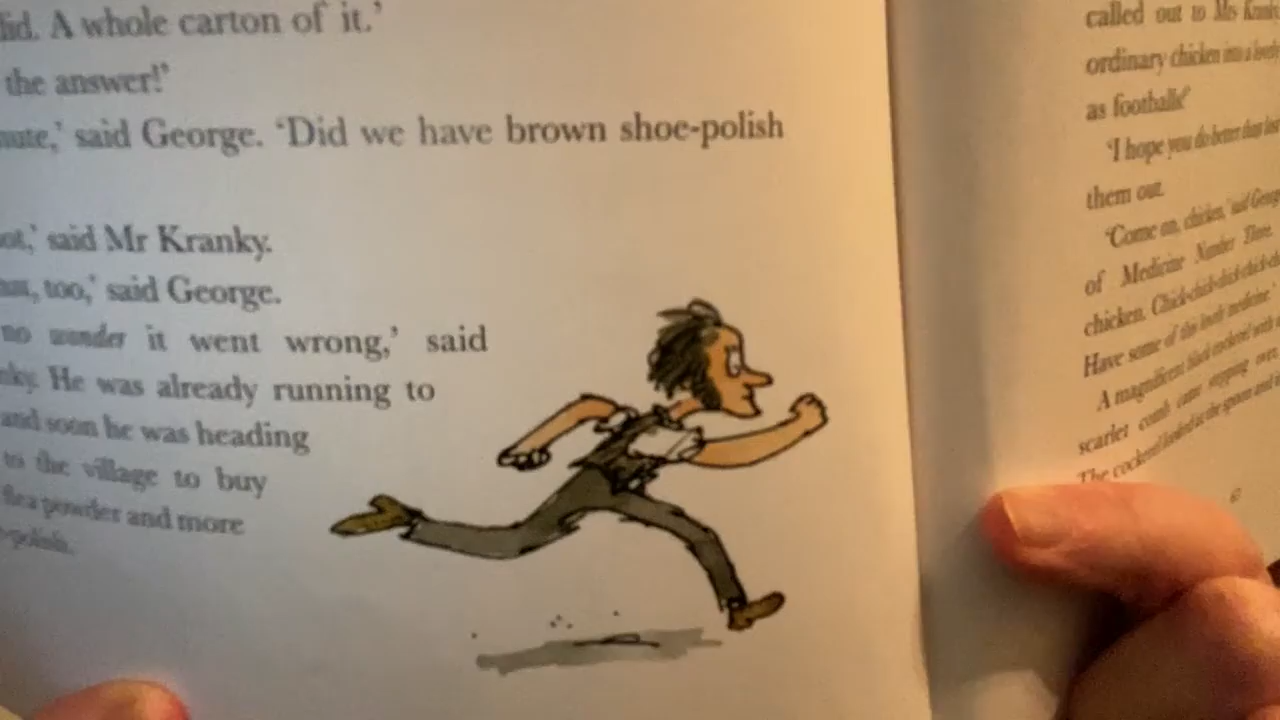 did. A whole carton of it.’
the answer!’
said George. ‘Did we have brown shoe-polish
said Mr Kranky.
too,’ said George.
no wonder it went wrong,’ said
He was already running to
and soon he was heading
to the village to buy
flea powder and more
called out to Mrs
ordinary chicken into a
as footballs!’
‘I hope you do better than
them out.
‘Come on, chicken,’ said
of Medicine Number Three.
chicken. Chick-chick-chick-chick
Have some of this lovely medicine.’
A magnificent black cockerel with
scarlet comb came stepping over.
The cockerel looked at the spoon and